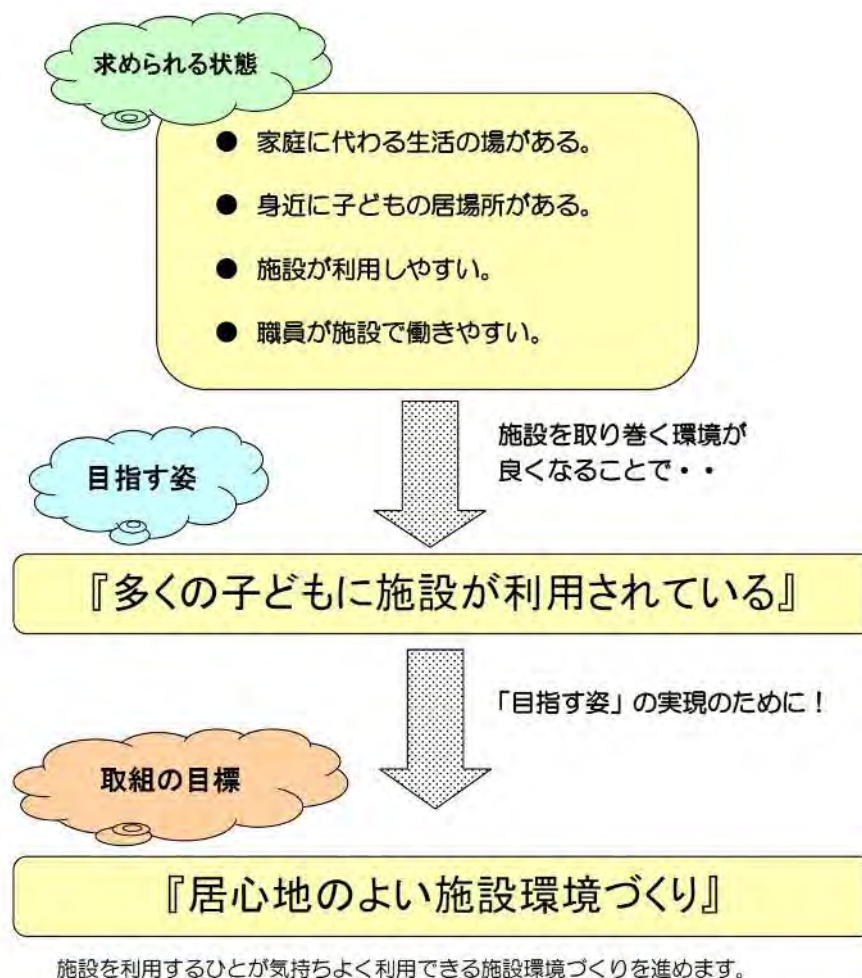 求められる状態
● 家庭に代わる生活の場がある。
● 身近に子どもの居場所がある。
● 施設が利用しやすい。
● 職員が施設で働きやすい。
施設を取り巻く環境が
良くなることで・・
目指す姿
『多くの子どもに施設が利用されている』
「目指す姿」の実現のために！
取組の目標
『居心地のよい施設環境づくり』
施設を利用するひとが気持ちよく利用できる施設環境づくりを進めます。